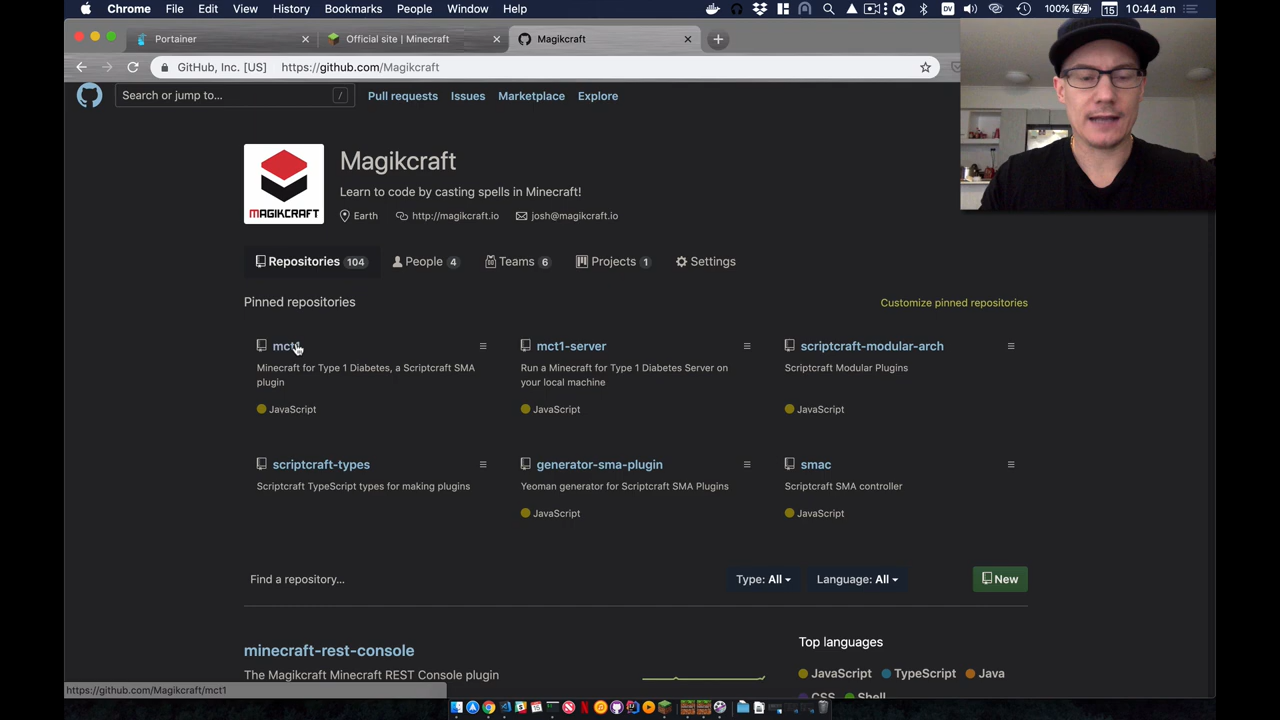 Chrome File Edit View History Bookmarks People Window Help 100% DV 15 10:44 am
Portainer Official site | Minecraft Magikcraft
GitHub, Inc. [US] https://github.com/Magikcraft
Search or jump to... / Pull requests Issues Marketplace Explore
Magikcraft
Learn to code by casting spells in Minecraft!
MAGIKCRAFT
Earth http://magikcraft.io josh@magikcraft.io
Repositories 104 People 4 Teams 6 Projects 1 Settings
Pinned repositories Customize pinned repositories
mct1
Minecraft for Type 1 Diabetes, a Scriptcraft SMA
plugin
JavaScript
mct1-server
Run a Minecraft for Type 1 Diabetes Server on
your local machine
JavaScript
scriptcraft-modular-arch
Scriptcraft Modular Plugins
JavaScript
scriptcraft-types
Scriptcraft TypeScript types for making plugins
generator-sma-plugin
Yeoman generator for Scriptcraft SMA Plugins
JavaScript
smac
Scriptcraft SMA controller
JavaScript
Find a repository... Type: All Language: All New
minecraft-rest-console
The Magikcraft Minecraft REST Console plugin
Top languages
JavaScript TypeScript Java
CSS Shell
https://github.com/Magikcraft/mct1